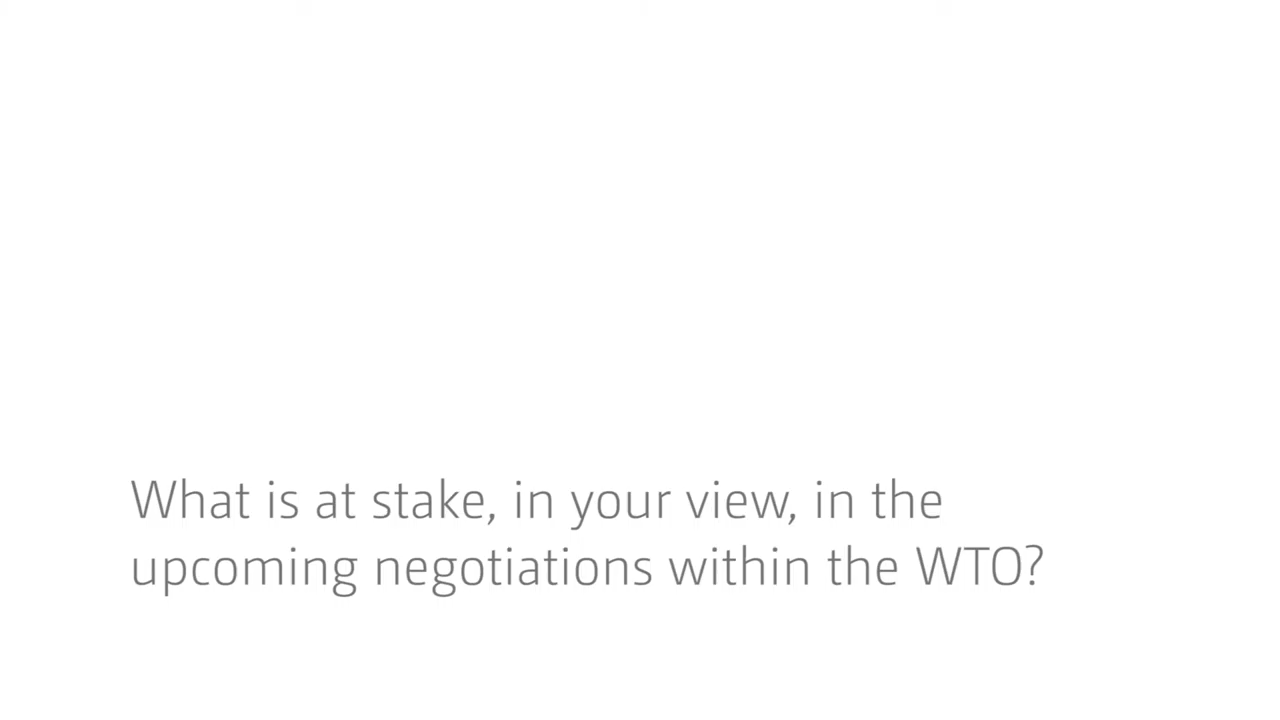 What is at stake, in your view, in the
upcoming negotiations within the WTO?